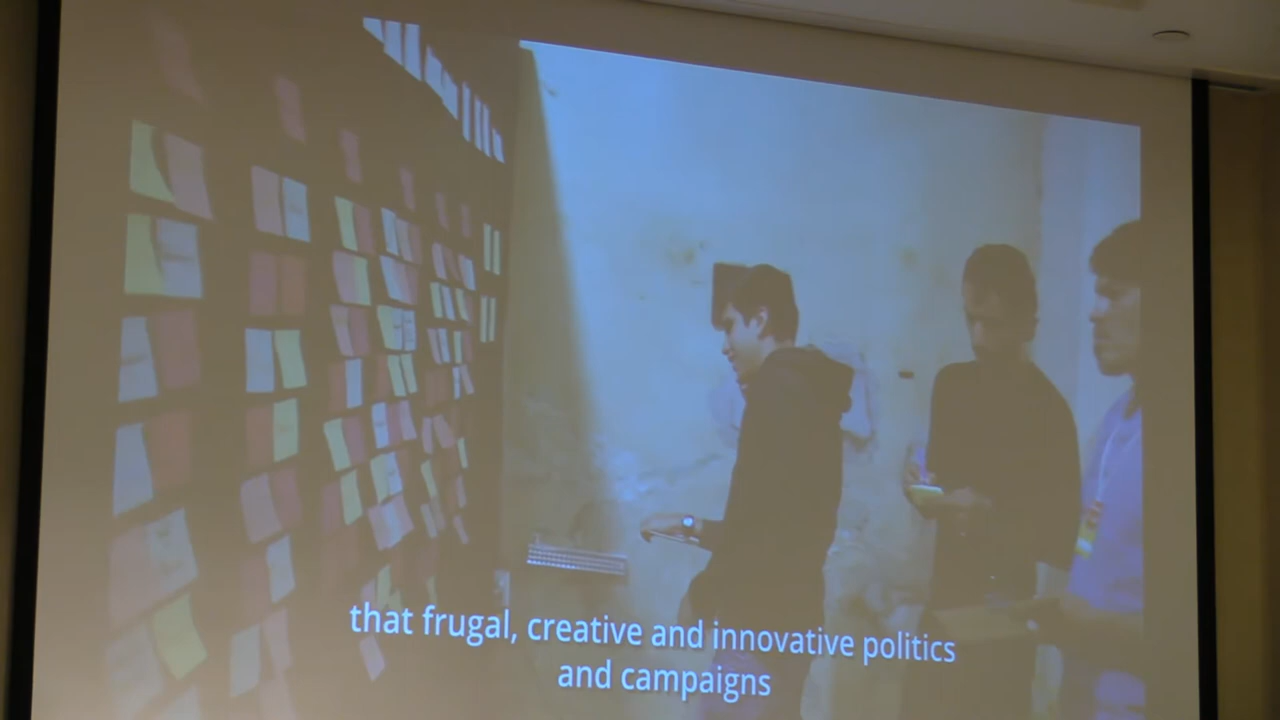 that frugal, creative and innovative politics
and campaigns